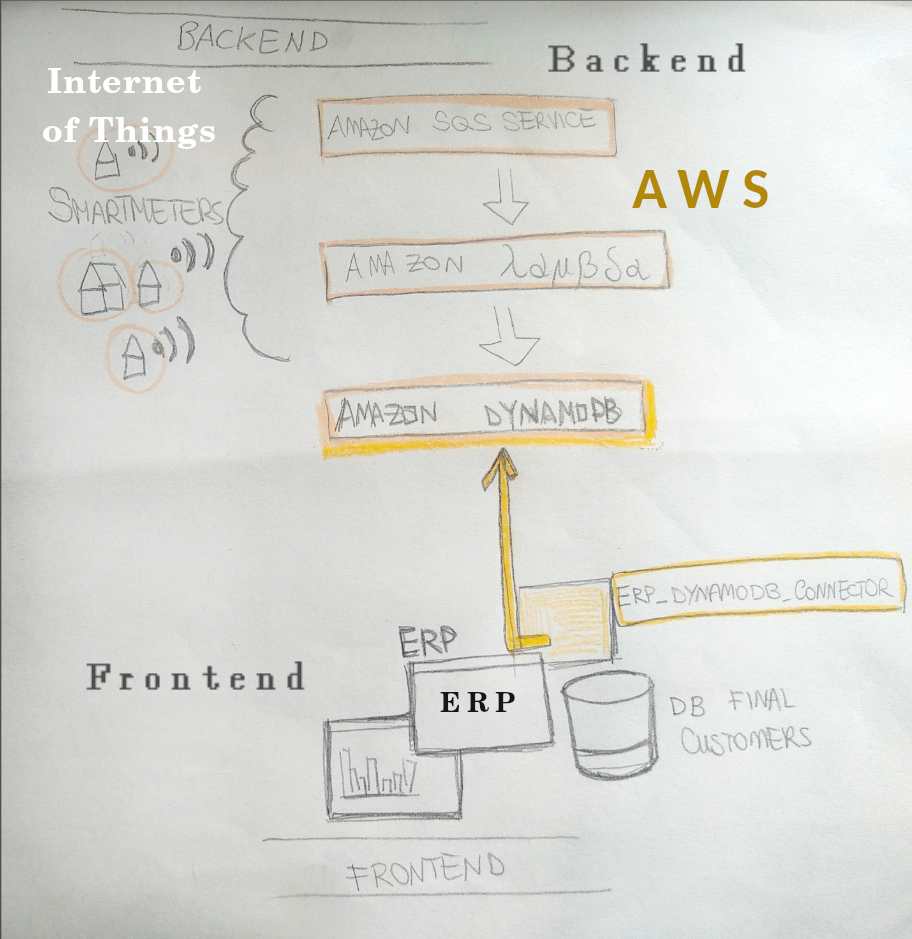 BACKEND
Backend
Internet
of Things
AMAZON SQS SERVICE
AWS
SMARTMETERS
AMAZON λαμβδα
AMAZON DYNAMODB
ERP_DYNAMODB_CONNECTOR
ERP
Frontend
ERP
DB FINAL
CUSTOMERS
FRONTEND